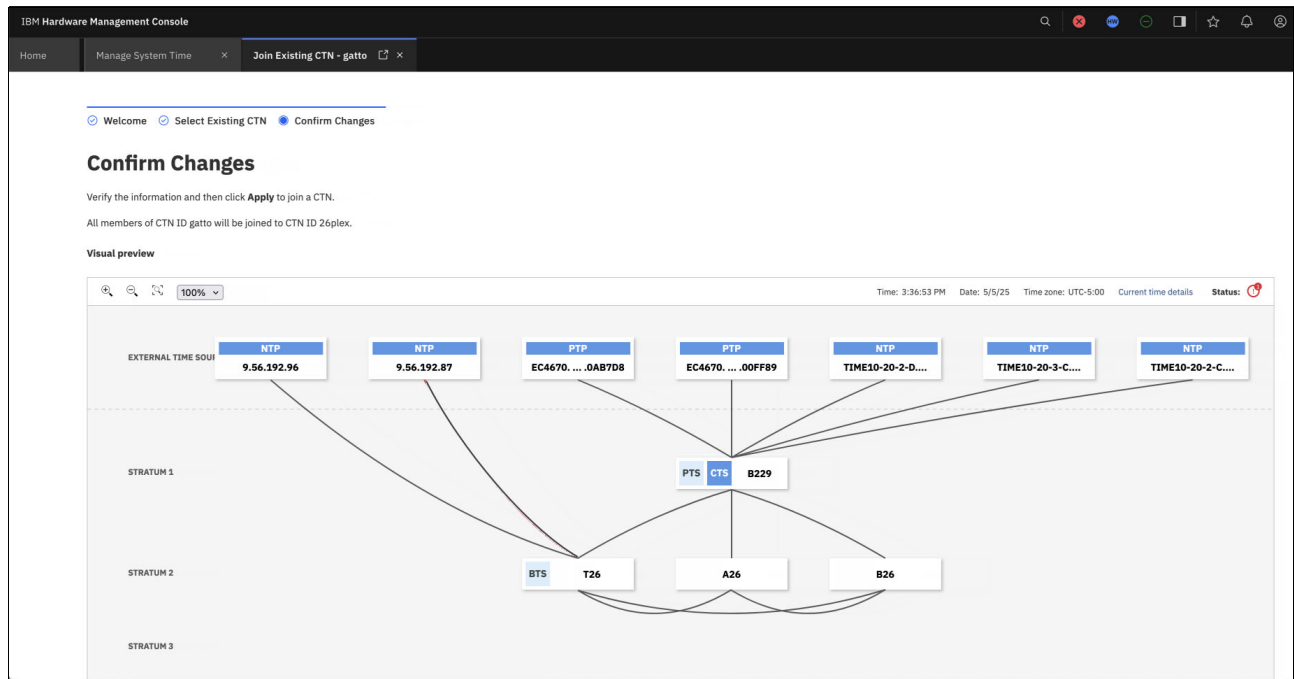 IBM Hardware Management Console
HW
Home
Manage System Time
Join Existing CTN - gatto
Welcome
Select Existing CTN
Confirm Changes
Confirm Changes
Verify the information and then click Apply to join a CTN.
All members of CTN ID gatto will be joined to CTN ID 26plex.
Visual preview
100%
Time: 3:36:53 PM
Date: 5/5/25
Time zone: UTC-5:00
Current time details
Status:
EXTERNAL TIME SOUR
NTP
9.56.192.96
NTP
9.56.192.87
PTP
EC4670. ... .0AB7D8
PTP
EC4670. ... .00FF89
NTP
TIME10-20-2-D....
NTP
TIME10-20-3-C....
NTP
TIME10-20-2-C....
STRATUM 1
PTS CTS B229
STRATUM 2
BTS T26
A26
B26
STRATUM 3